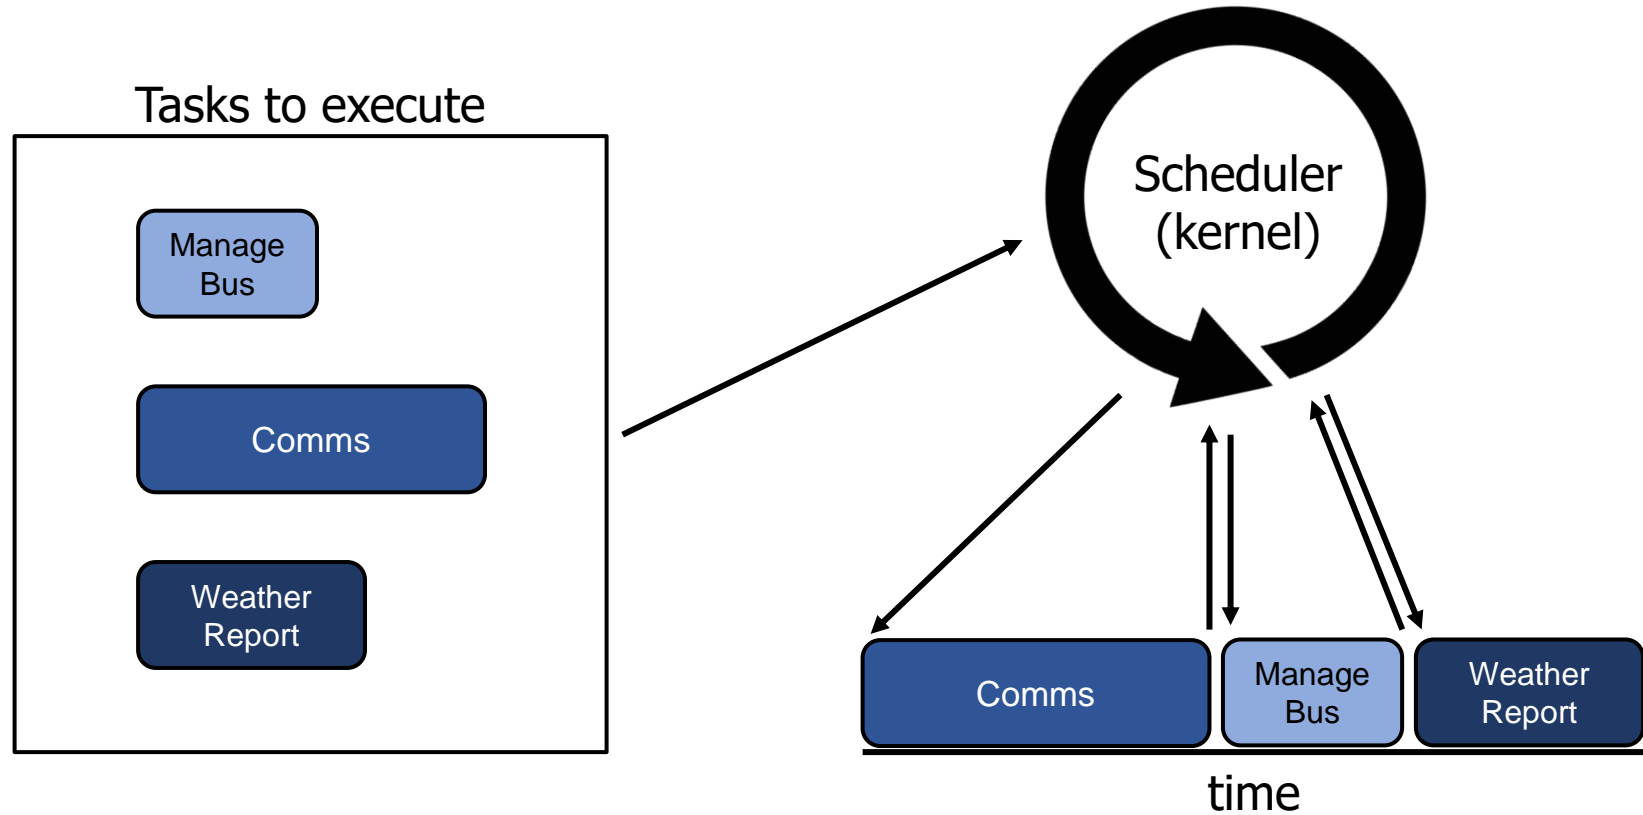 Tasks to execute
Manage
Bus
Comms
Weather
Report
Scheduler
(kernel)
Comms
Manage
Bus
Weather
Report
time